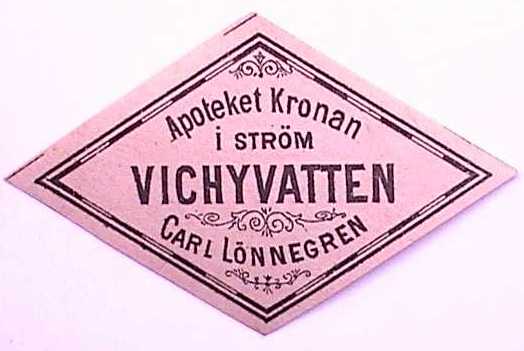 Apoteket Kronan
i STRÖM
VICHYVATTEN
CARL LÖNNEGREN